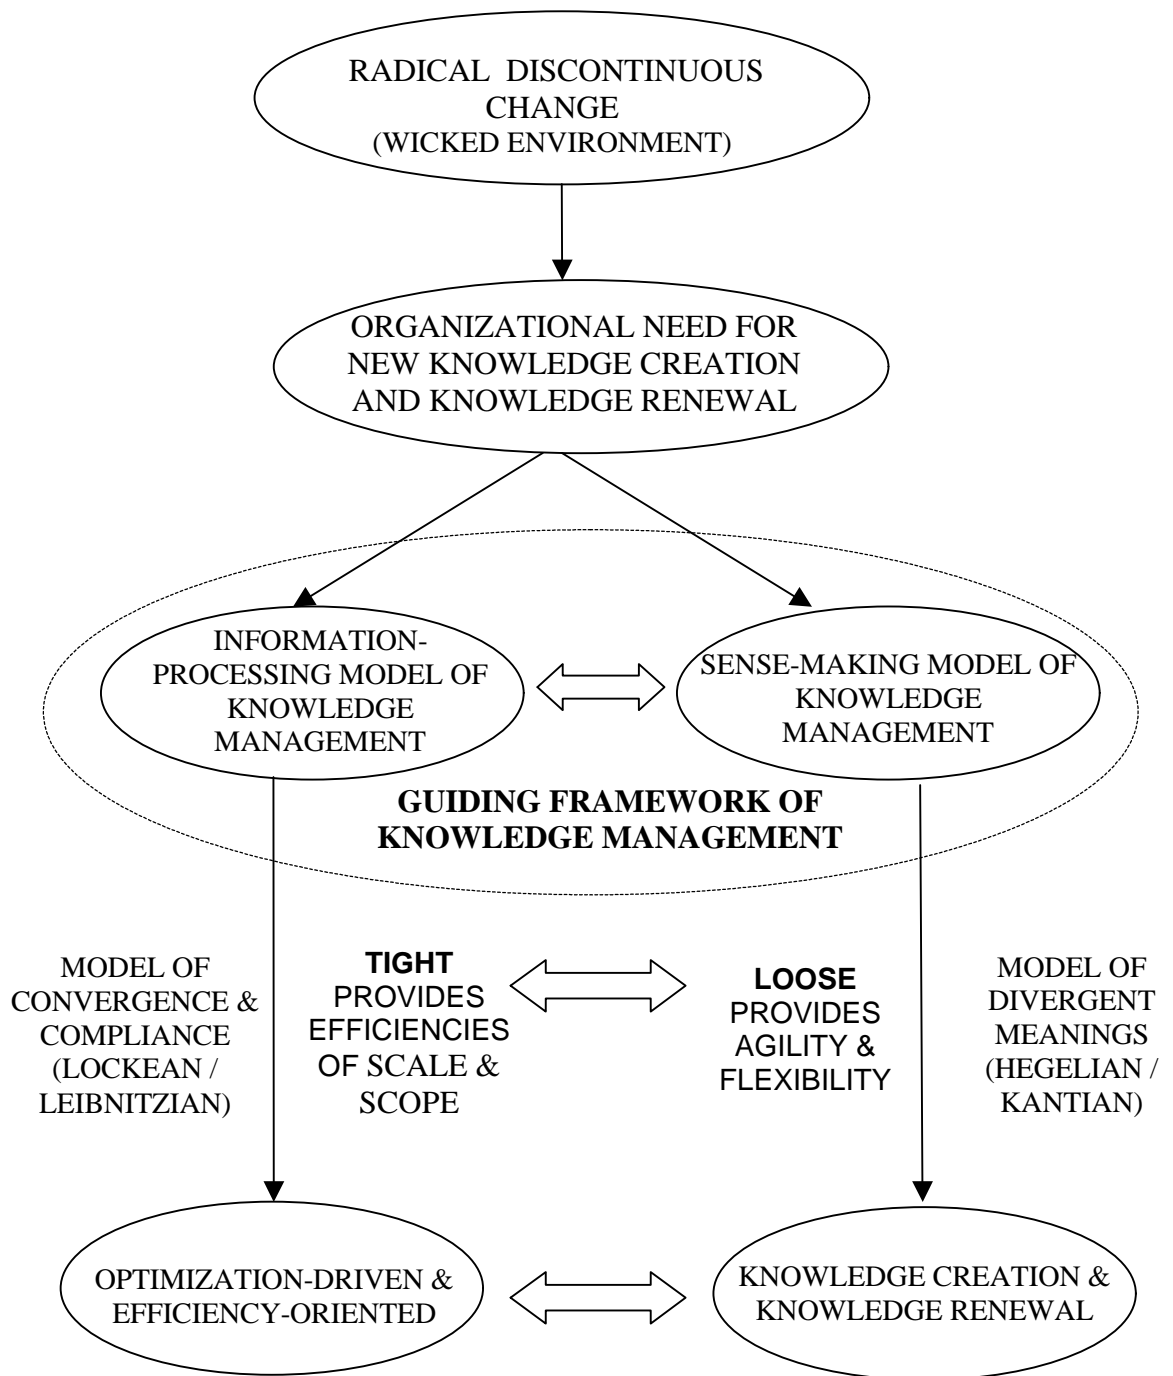 RADICAL DISCONTINUOUS
CHANGE
(WICKED ENVIRONMENT)
ORGANIZATIONAL NEED FOR
NEW KNOWLEDGE CREATION
AND KNOWLEDGE RENEWAL
INFORMATION-
PROCESSING MODEL OF
KNOWLEDGE
MANAGEMENT
SENSE-MAKING MODEL OF
KNOWLEDGE
MANAGEMENT
GUIDING FRAMEWORK OF
KNOWLEDGE MANAGEMENT
MODEL OF
CONVERGENCE &
COMPLIANCE
(LOCKEAN /
LEIBNITZIAN)
TIGHT
PROVIDES
EFFICIENCIES
OF SCALE &
SCOPE
LOOSE
PROVIDES
AGILITY &
FLEXIBILITY
MODEL OF
DIVERGENT
MEANINGS
(HEGELIAN /
KANTIAN)
OPTIMIZATION-DRIVEN &
EFFICIENCY-ORIENTED
KNOWLEDGE CREATION &
KNOWLEDGE RENEWAL